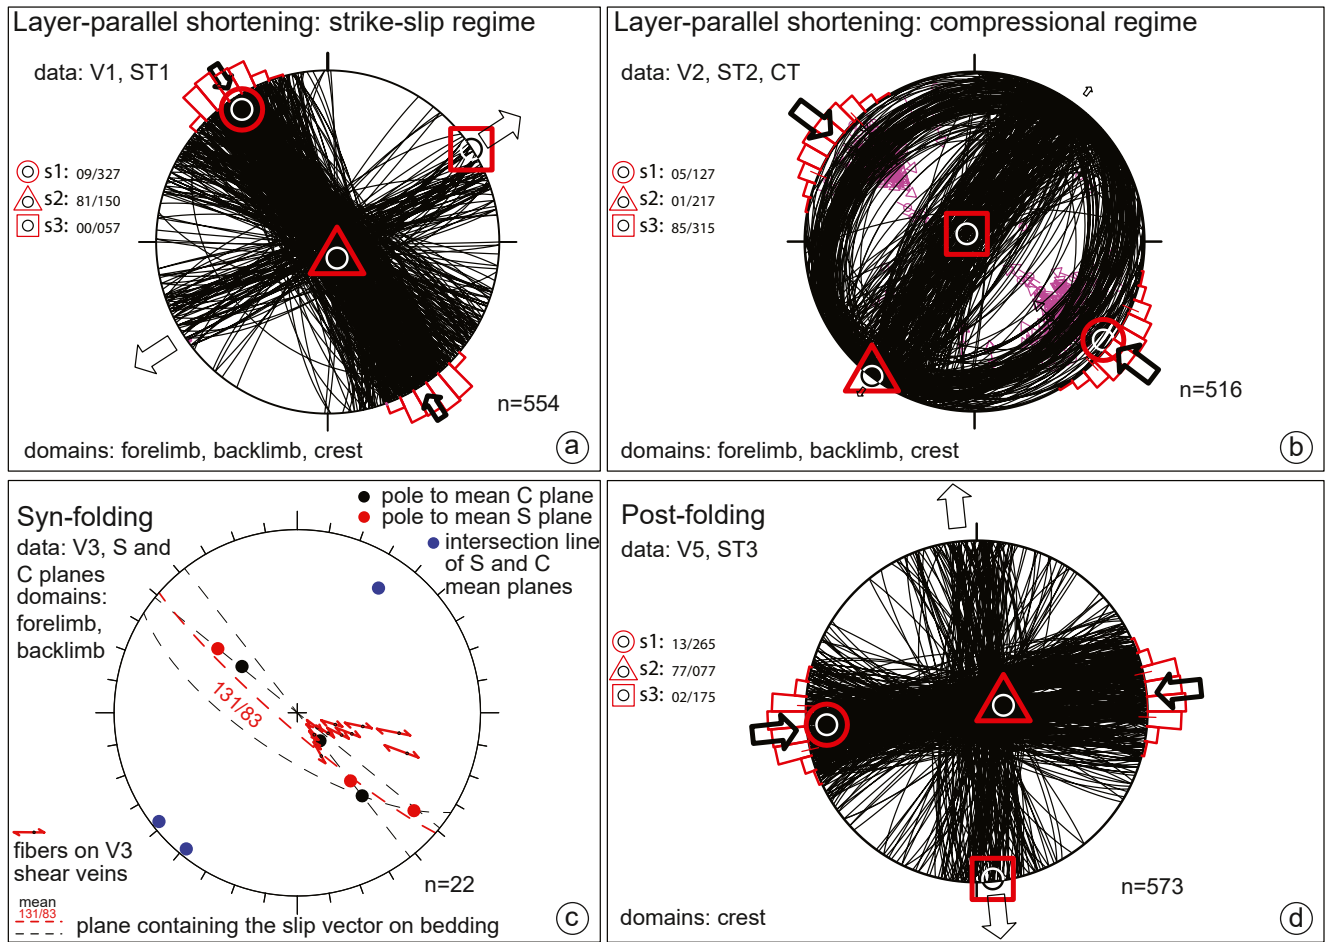 Layer-parallel shortening: strike-slip regime
data: V1, ST1
s1: 09/327
s2: 81/150
s3: 00/057
n=554
domains: forelimb, backlimb, crest
a
Layer-parallel shortening: compressional regime
data: V2, ST2, CT
s1: 05/127
s2: 01/217
s3: 85/315
n=516
domains: forelimb, backlimb, crest
b
Syn-folding
data: V3, S and
C planes
domains:
forelimb,
backlimb
pole to mean C plane
pole to mean S plane
intersection line
of S and C
mean planes
131/83
fibers on V3
shear veins
n=22
mean
131/83
plane containing the slip vector on bedding
c
Post-folding
data: V5, ST3
s1: 13/265
s2: 77/077
s3: 02/175
n=573
domains: crest
d